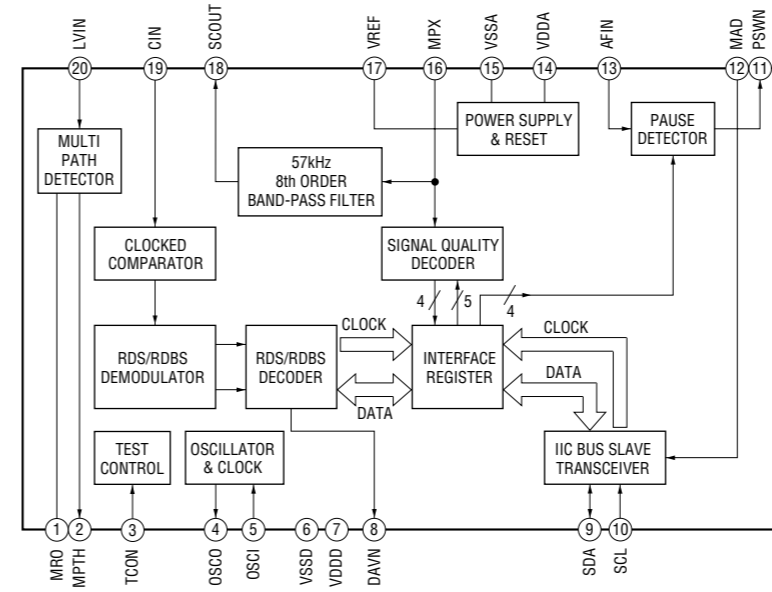 LVIN
CIN
SCOUT
VREF
MPX
VSSA
VDDA
AFIN
MAD
PSWN
20
19
18
17
16
15
14
13
12
11
MULTI
PATH
DETECTOR
57kHz
8th ORDER
BAND-PASS FILTER
POWER SUPPLY
& RESET
PAUSE
DETECTOR
CLOCKED
COMPARATOR
SIGNAL QUALITY
DECODER
4
5
4
RDS/RDBS
DEMODULATOR
RDS/RDBS
DECODER
CLOCK
DATA
INTERFACE
REGISTER
CLOCK
DATA
TEST
CONTROL
OSCILLATOR
& CLOCK
IIC BUS SLAVE
TRANSCEIVER
1
2
3
4
5
6
7
8
9
10
MRO
MPTH
TCON
OSCO
OSCI
VSSD
VDDD
DAVN
SDA
SCL